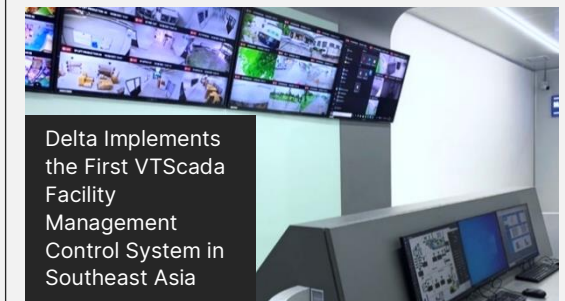 Delta Implements
the First VTScada
Facility
Management
Control System in
Southeast Asia